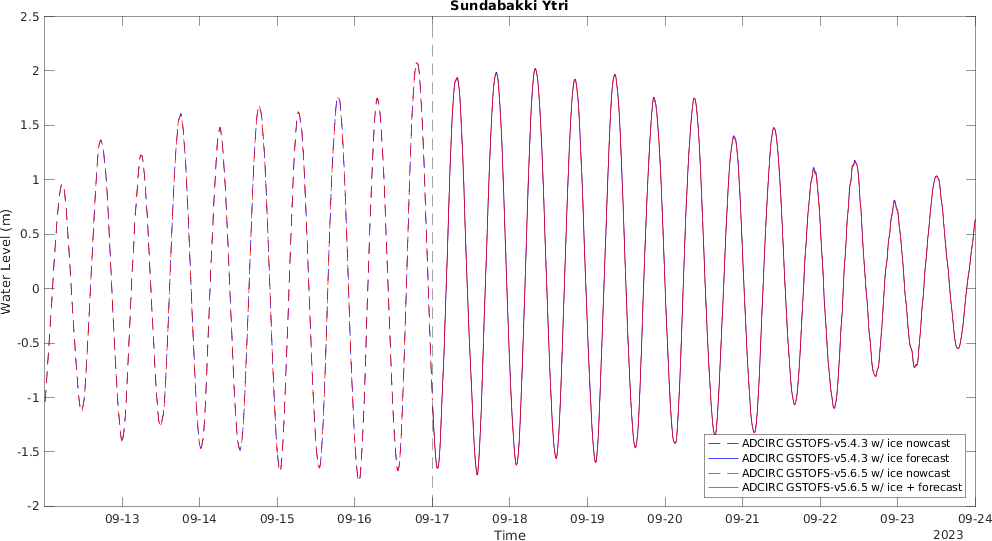 Sundabakki Ytri
2.5
2
1.5
1
0.5
0
-0.5
-1
-1.5
-2
Water Level (m)
ADCIRC GSTOFS-v5.4.3 w/ ice nowcast
ADCIRC GSTOFS-v5.4.3 w/ ice forecast
ADCIRC GSTOFS-v5.6.5 w/ ice nowcast
ADCIRC GSTOFS-v5.6.5 w/ ice + forecast
09-13 09-14 09-15 09-16 09-17 09-18 09-19 09-20 09-21 09-22 09-23 09-24
Time
2023